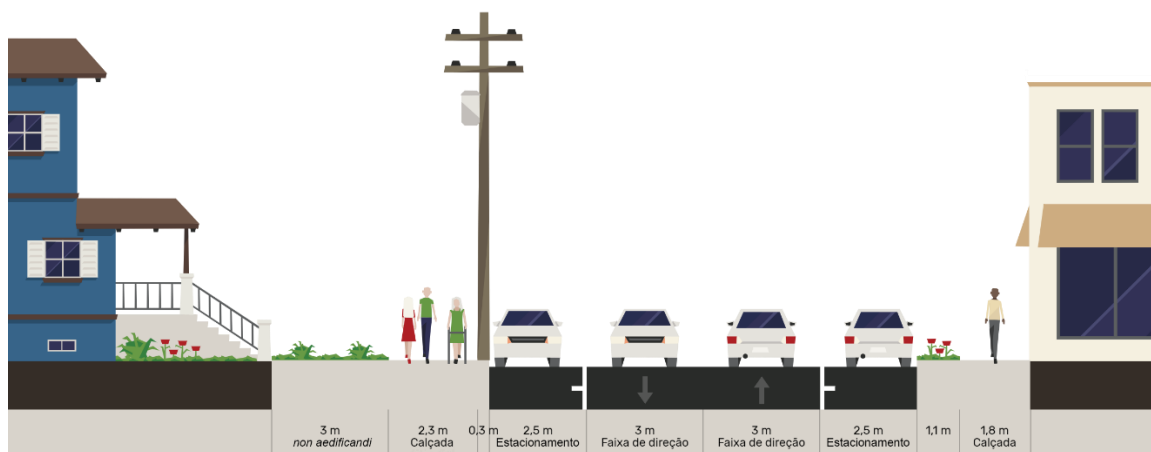 3 m
non aedificandi
2,3 m
Calçada
0,3 m
2,5 m
Estacionamento
3 m
Faixa de direção
3 m
Faixa de direção
2,5 m
Estacionamento
1,1 m
1,8 m
Calçada